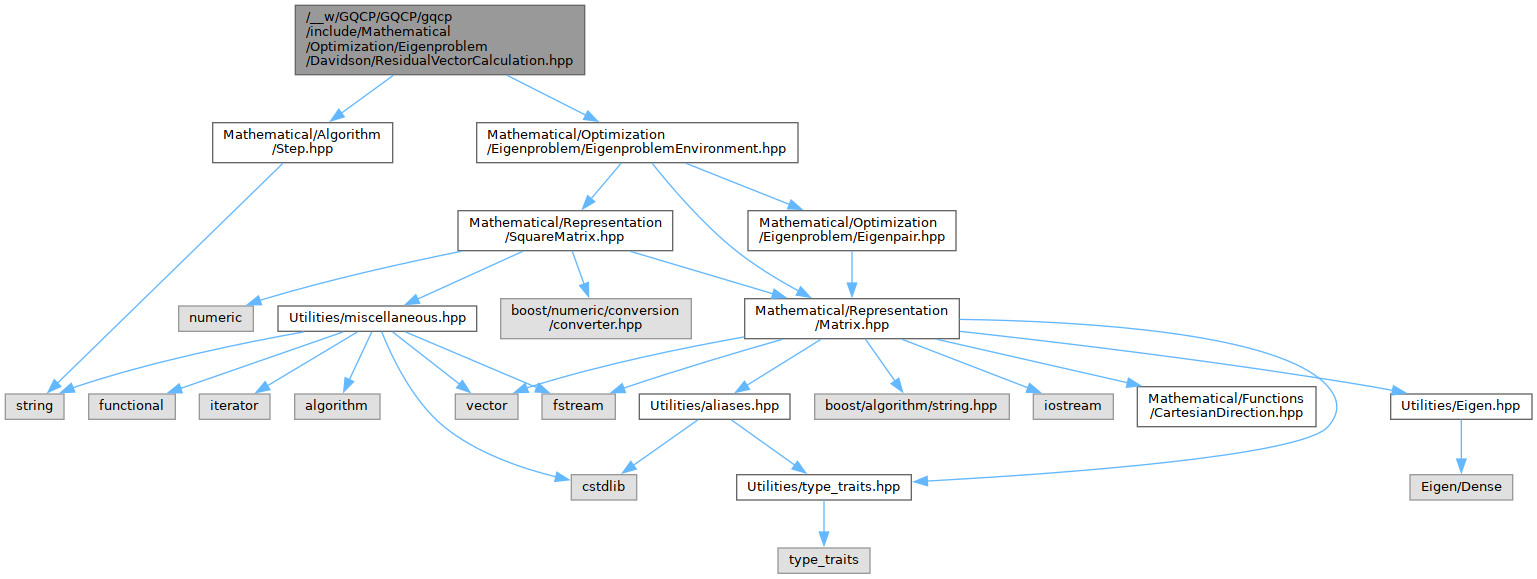 /__w/GQCP/GQCP/gqcp
/include/Mathematical
/Optimization/Eigenproblem
/Davidson/ResidualVectorCalculation.hpp
Mathematical/Algorithm
/Step.hpp
Mathematical/Optimization
/Eigenproblem/EigenproblemEnvironment.hpp
Mathematical/Representation
/SquareMatrix.hpp
Mathematical/Optimization
/Eigenproblem/Eigenpair.hpp
numeric
Utilities/miscellaneous.hpp
boost/numeric/conversion
/converter.hpp
Mathematical/Representation
/Matrix.hpp
string
functional
iterator
algorithm
vector
fstream
Utilities/aliases.hpp
boost/algorithm/string.hpp
iostream
Mathematical/Functions
/CartesianDirection.hpp
Utilities/Eigen.hpp
cstdlib
Utilities/type_traits.hpp
Eigen/Dense
type_traits